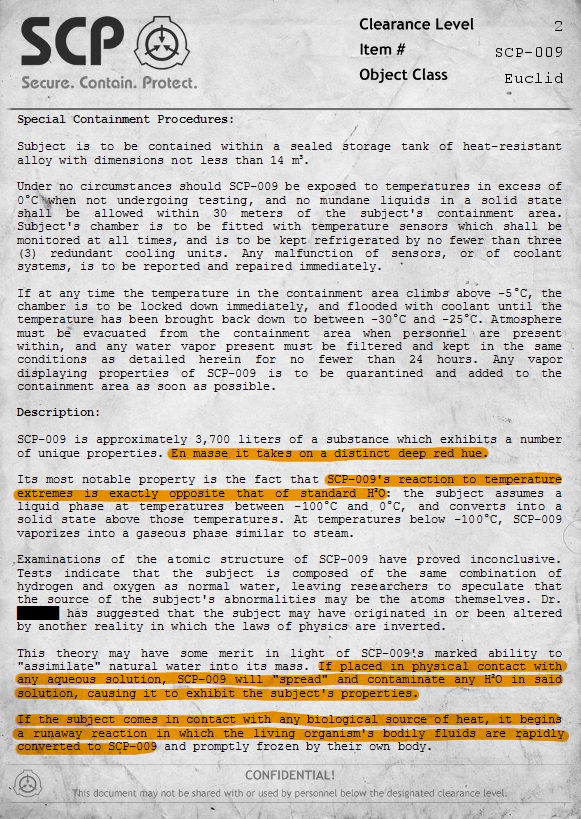 SCP
Secure. Contain. Protect.
Clearance Level 2
Item # SCP-009
Object Class Euclid
Special Containment Procedures:
Subject is to be contained within a sealed storage tank of heat-resistant
alloy with dimensions not less than 14 m³.
Under no circumstances should SCP-009 be exposed to temperatures in excess of
0°C when not undergoing testing, and no mundane liquids in a solid state
shall be allowed within 30 meters of the subject's containment area.
Subject's chamber is to be fitted with temperature sensors which shall be
monitored at all times, and is to be kept refrigerated by no fewer than three
(3) redundant cooling units. Any malfunction of sensors, or of coolant
systems, is to be reported and repaired immediately.
If at any time the temperature in the containment area climbs above -5°C, the
chamber is to be locked down immediately, and flooded with coolant until the
temperature has been brought back down to between -30°C and -25°C. Atmosphere
must be evacuated from the containment area when personnel are present
within, and any water vapor present must be filtered and kept in the same
conditions as detailed herein for no fewer than 24 hours. Any vapor
displaying properties of SCP-009 is to be quarantined and added to the
containment area as soon as possible.
Description:
SCP-009 is approximately 3,700 liters of a substance which exhibits a number
of unique properties. En masse it takes on a distinct deep red hue.
Its most notable property is the fact that SCP-009's reaction to temperature
extremes is exactly opposite that of standard H²O: the subject assumes a
liquid phase at temperatures between -100°C and 0°C, and converts into a
solid state above those temperatures. At temperatures below -100°C, SCP-009
vaporizes into a gaseous phase similar to steam.
Examinations of the atomic structure of SCP-009 have proved inconclusive.
Tests indicate that the subject is composed of the same combination of
hydrogen and oxygen as normal water, leaving researchers to speculate that
the source of the subject's abnormalities may be the atoms themselves. Dr.
has suggested that the subject may have originated in or been altered
by another reality in which the laws of physics are inverted.
This theory may have some merit in light of SCP-009's marked ability to
"assimilate" natural water into its mass. If placed in physical contact with
any aqueous solution, SCP-009 will "spread" and contaminate any H²O in said
solution, causing it to exhibit the subject's properties.
If the subject comes in contact with any biological source of heat, it begins
a runaway reaction in which the living organism's bodily fluids are rapidly
converted to SCP-009 and promptly frozen by their own body.
CONFIDENTIAL!
This document may not be shared with or used by personnel below the designated clearance level.